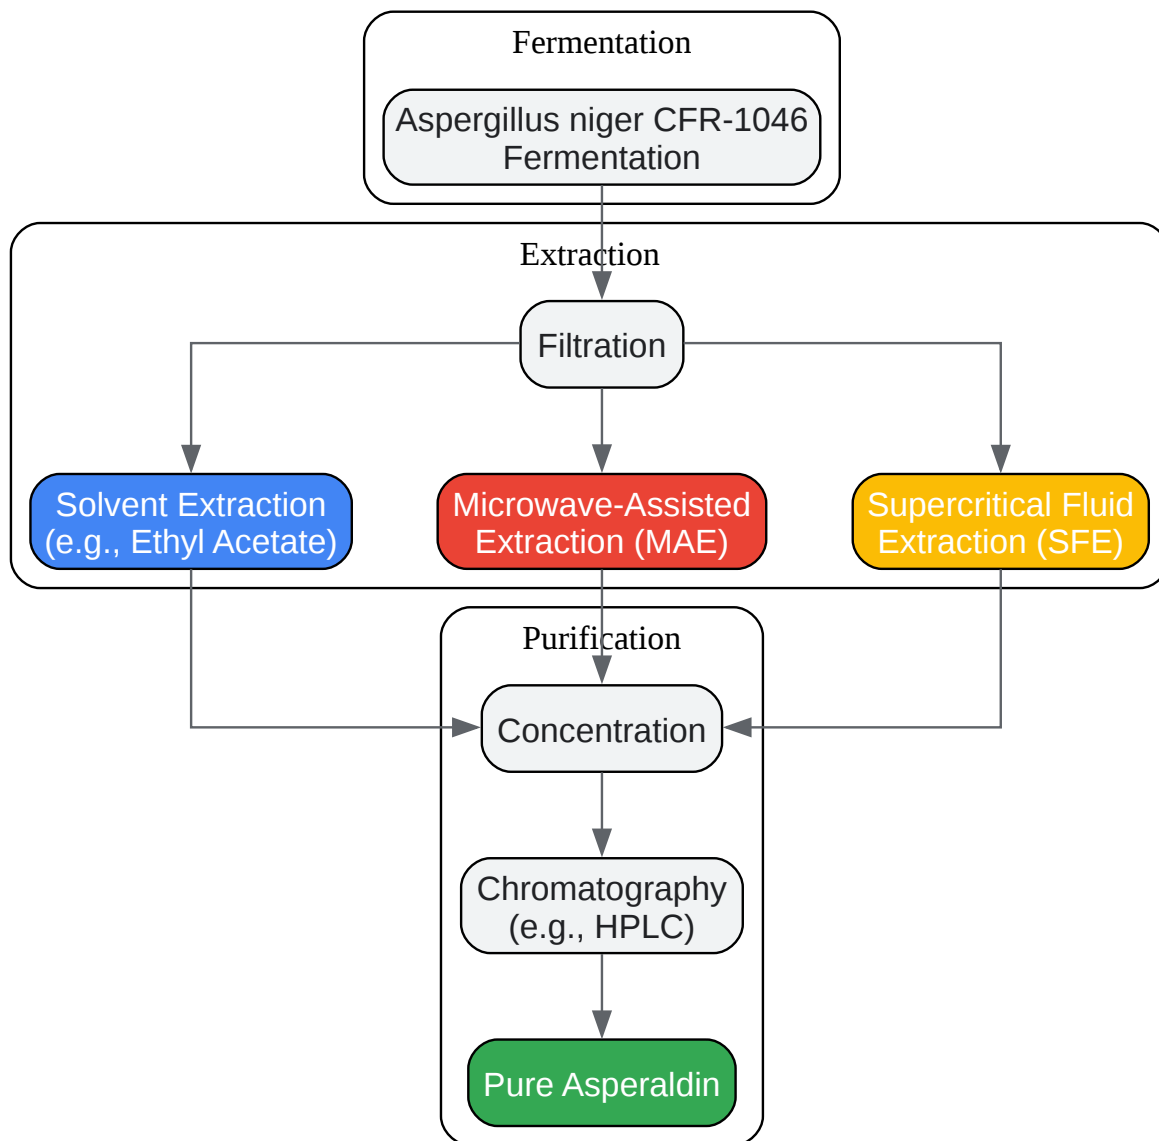 Fermentation
Aspergillus niger CFR-1046
Fermentation
Extraction
Filtration
Solvent Extraction
(e.g., Ethyl Acetate)
Microwave-Assisted
Extraction (MAE)
Supercritical Fluid
Extraction (SFE)
Purification
Concentration
Chromatography
(e.g., HPLC)
Pure Asperaldin